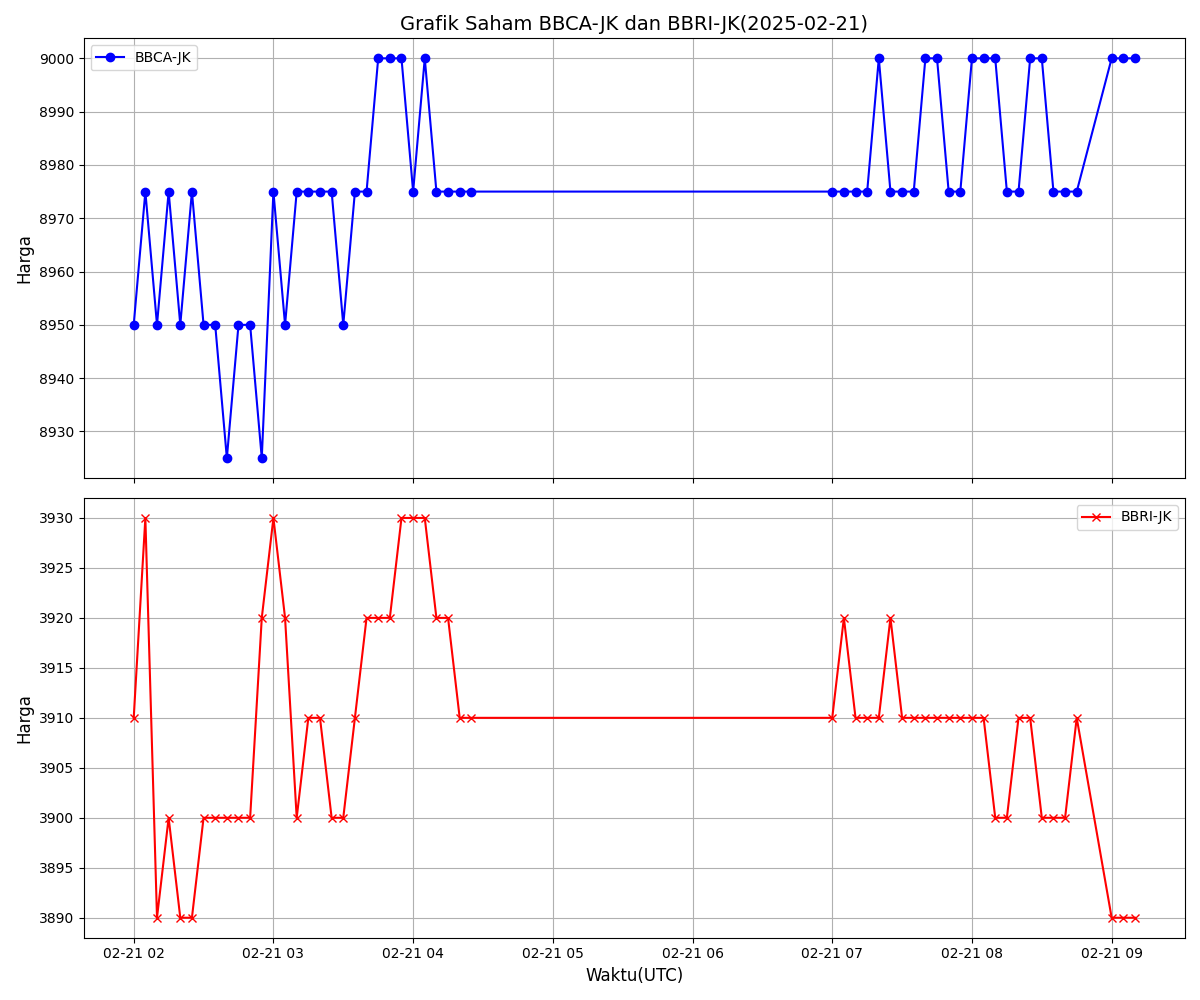 Grafik Saham BBCA-JK dan BBRI-JK(2025-02-21)
BBCA-JK
Harga
9000
8990
8980
8970
8960
8950
8940
8930
BBRI-JK
Harga
3930
3925
3920
3915
3910
3905
3900
3895
3890
02-21 02 02-21 03 02-21 04 02-21 05 02-21 06 02-21 07 02-21 08 02-21 09
Waktu(UTC)